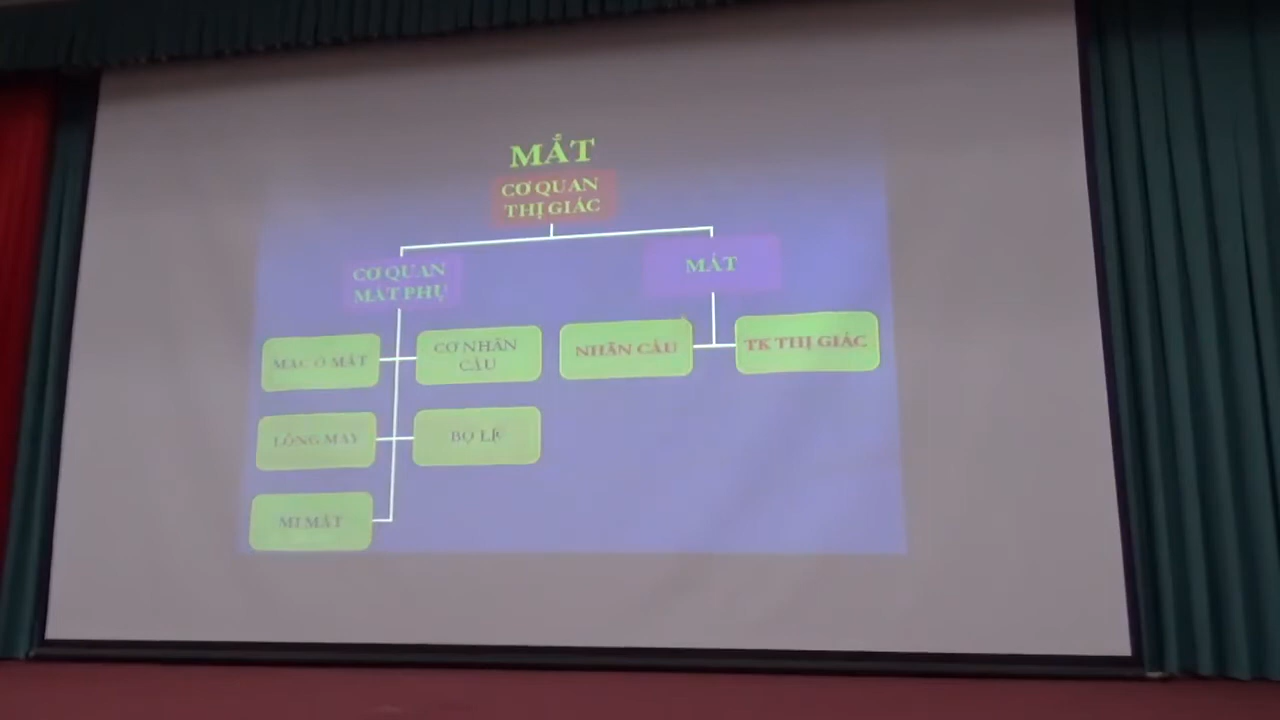 MẮT
CƠ QUAN
THỊ GIÁC
CƠ QUAN
MẮT PHỤ
MẮT
MẠC Ổ MẮT
CƠ NHÃN
CẦU
NHÃN CẦU
TK THỊ GIÁC
LÔNG MÀY
BỘ LỆ
MI MẮT